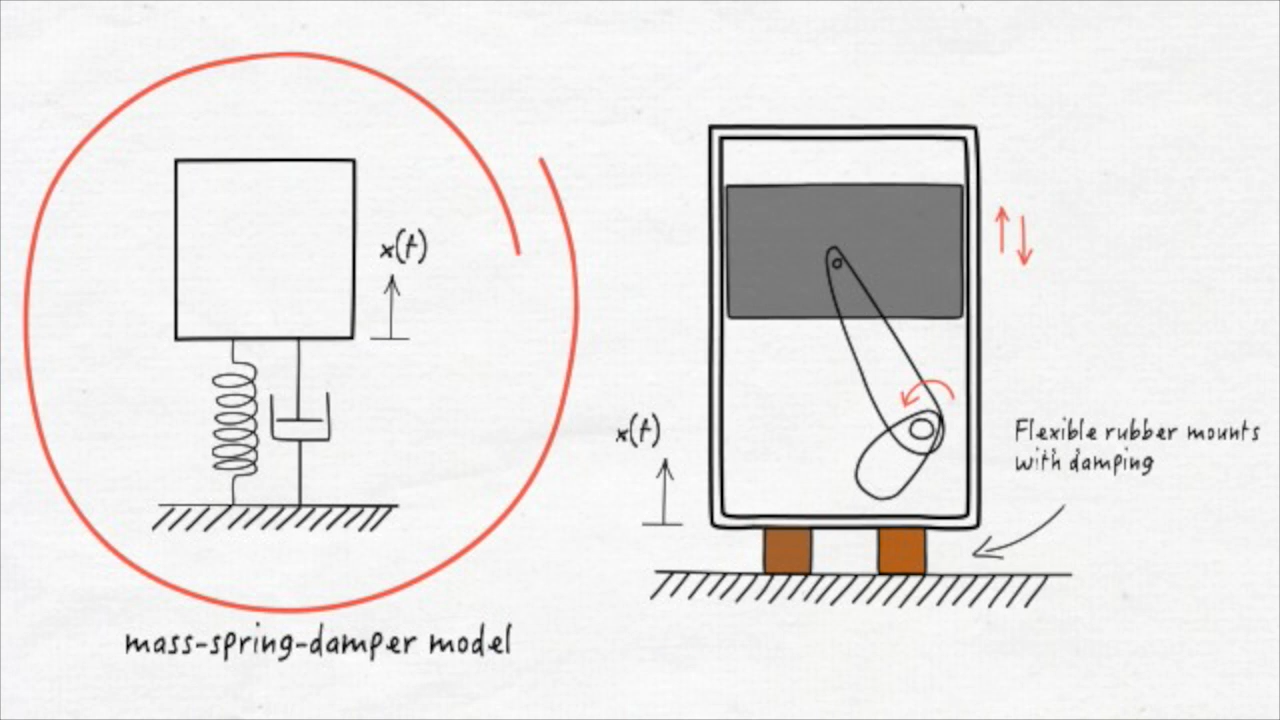 x(t)
mass-spring-damper model
x(t)
Flexible rubber mounts
with damping